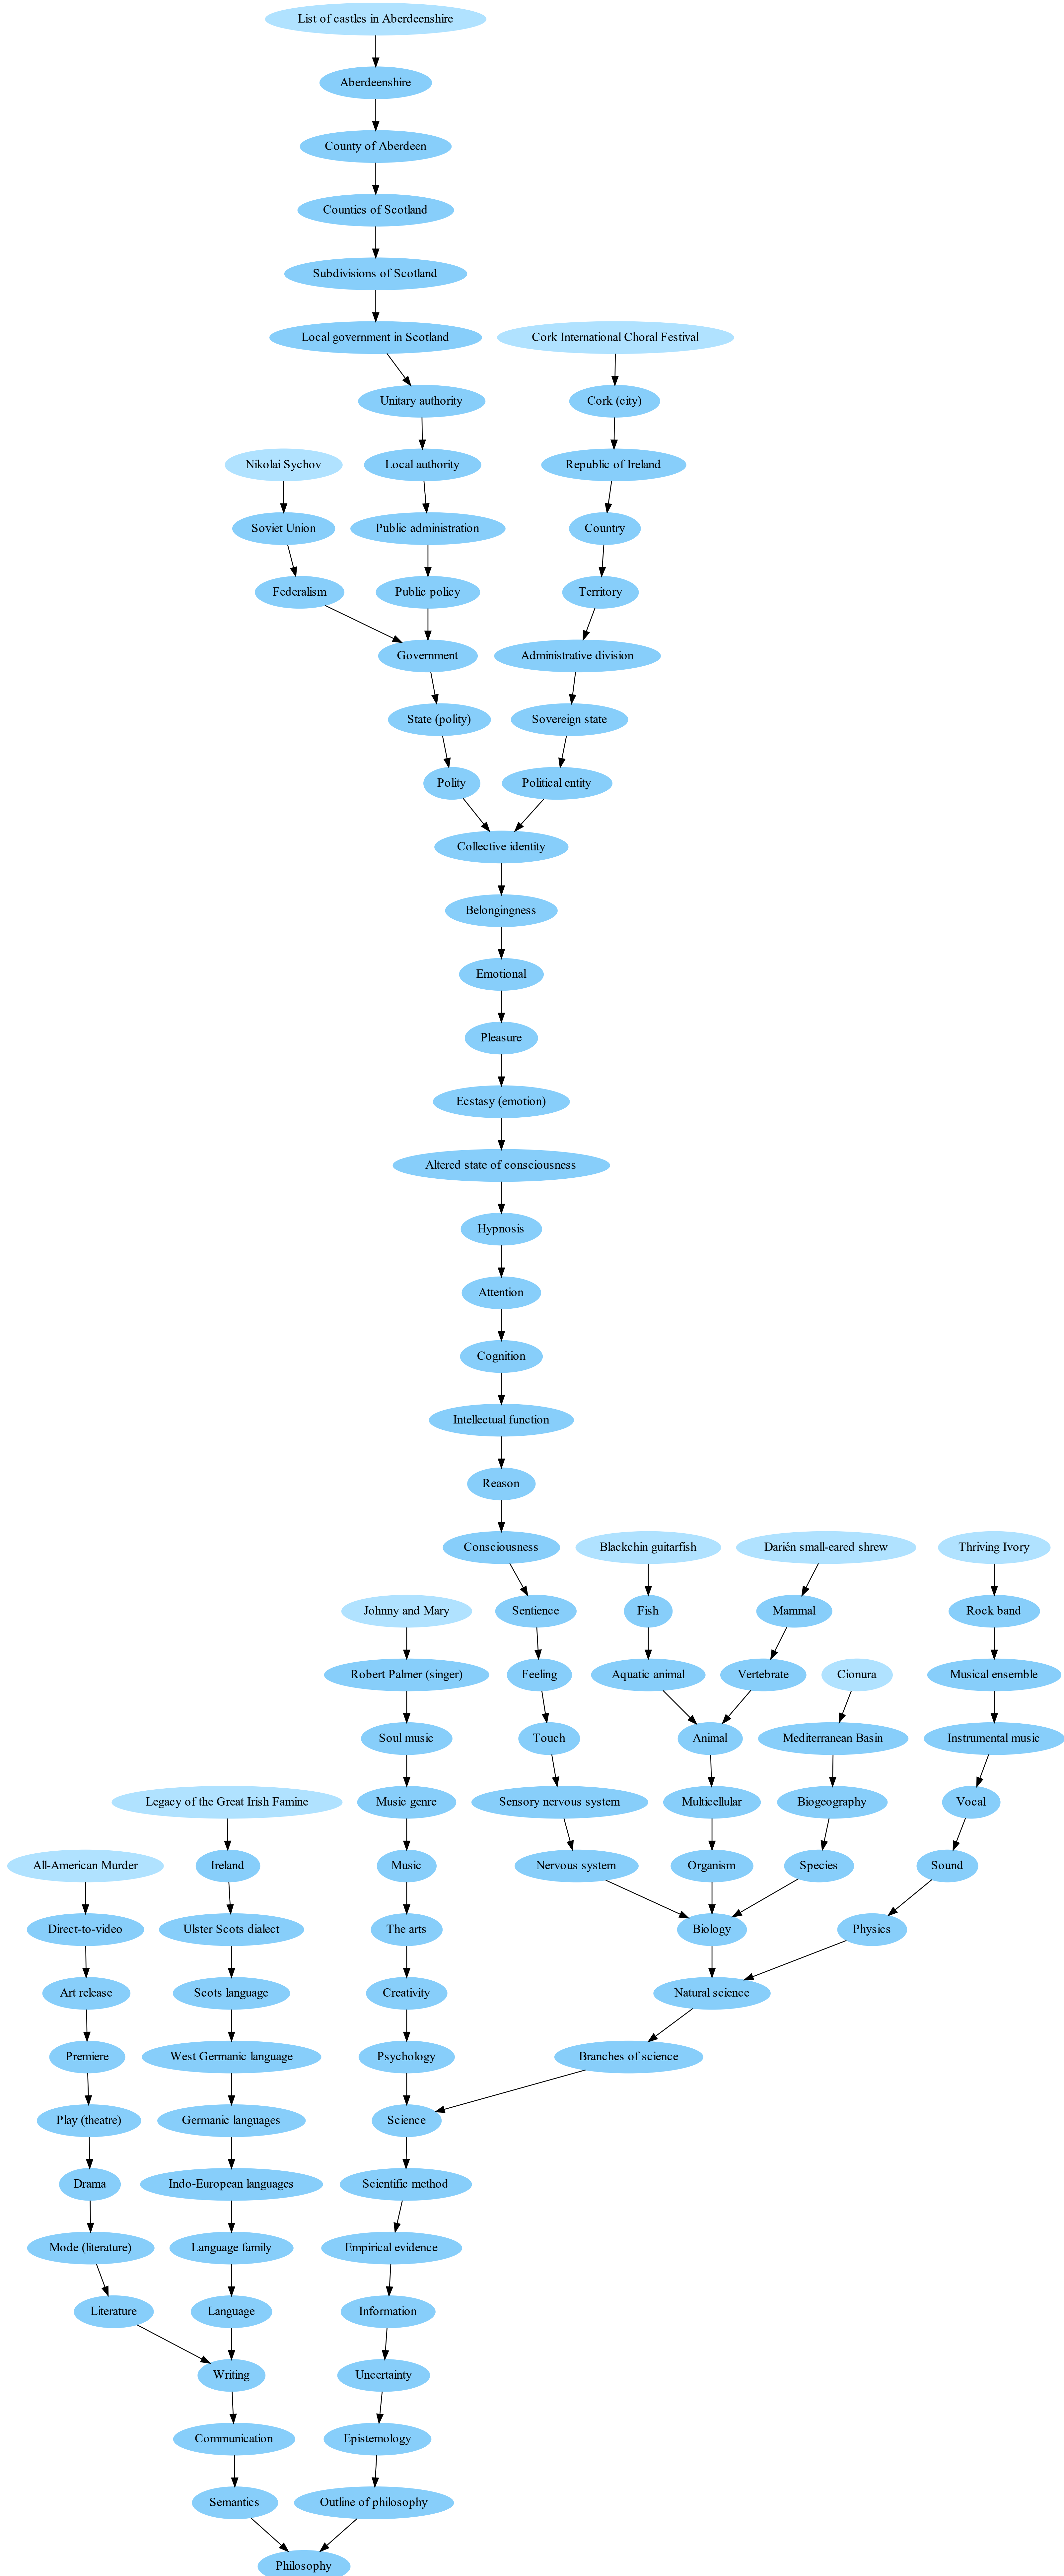 List of castles in Aberdeenshire
Aberdeenshire
County of Aberdeen
Counties of Scotland
Subdivisions of Scotland
Local government in Scotland
Cork International Choral Festival
Unitary authority
Cork (city)
Nikolai Sychov
Local authority
Republic of Ireland
Soviet Union
Public administration
Country
Federalism
Public policy
Territory
Government
Administrative division
State (polity)
Sovereign state
Polity
Political entity
Collective identity
Belongingness
Emotional
Pleasure
Ecstasy (emotion)
Altered state of consciousness
Hypnosis
Attention
Cognition
Intellectual function
Reason
Consciousness
Blackchin guitarfish
Darién small-eared shrew
Thriving Ivory
Johnny and Mary
Sentience
Fish
Mammal
Rock band
Robert Palmer (singer)
Feeling
Aquatic animal
Vertebrate
Cionura
Musical ensemble
Soul music
Touch
Animal
Mediterranean Basin
Instrumental music
Legacy of the Great Irish Famine
Music genre
Sensory nervous system
Multicellular
Biogeography
Vocal
All-American Murder
Ireland
Music
Nervous system
Organism
Species
Sound
Direct-to-video
Ulster Scots dialect
The arts
Biology
Physics
Art release
Scots language
Creativity
Natural science
Premiere
West Germanic language
Psychology
Branches of science
Play (theatre)
Germanic languages
Science
Drama
Indo-European languages
Scientific method
Mode (literature)
Language family
Empirical evidence
Literature
Language
Information
Writing
Uncertainty
Communication
Epistemology
Semantics
Outline of philosophy
Philosophy